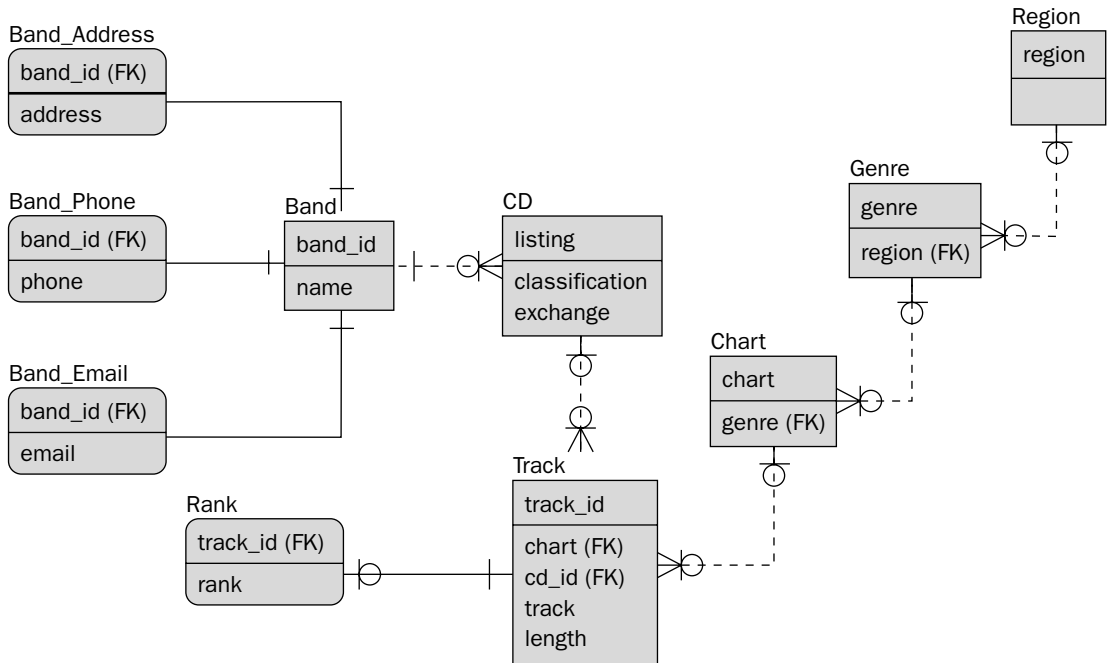 Band_Address
band_id (FK)
address
Band_Phone
band_id (FK)
phone
Band_Email
band_id (FK)
email
Band
band_id
name
CD
listing
classification
exchange
Rank
track_id (FK)
rank
Track
track_id
chart (FK)
cd_id (FK)
track
length
Chart
chart
genre (FK)
Genre
genre
region (FK)
Region
region